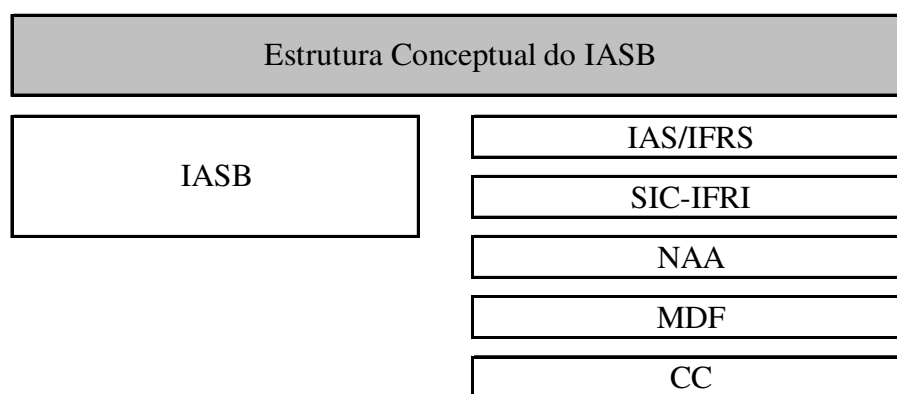 Estrutura Conceptual do IASB
IASB
IAS/IFRS
SIC-IFRI
NAA
MDF
CC